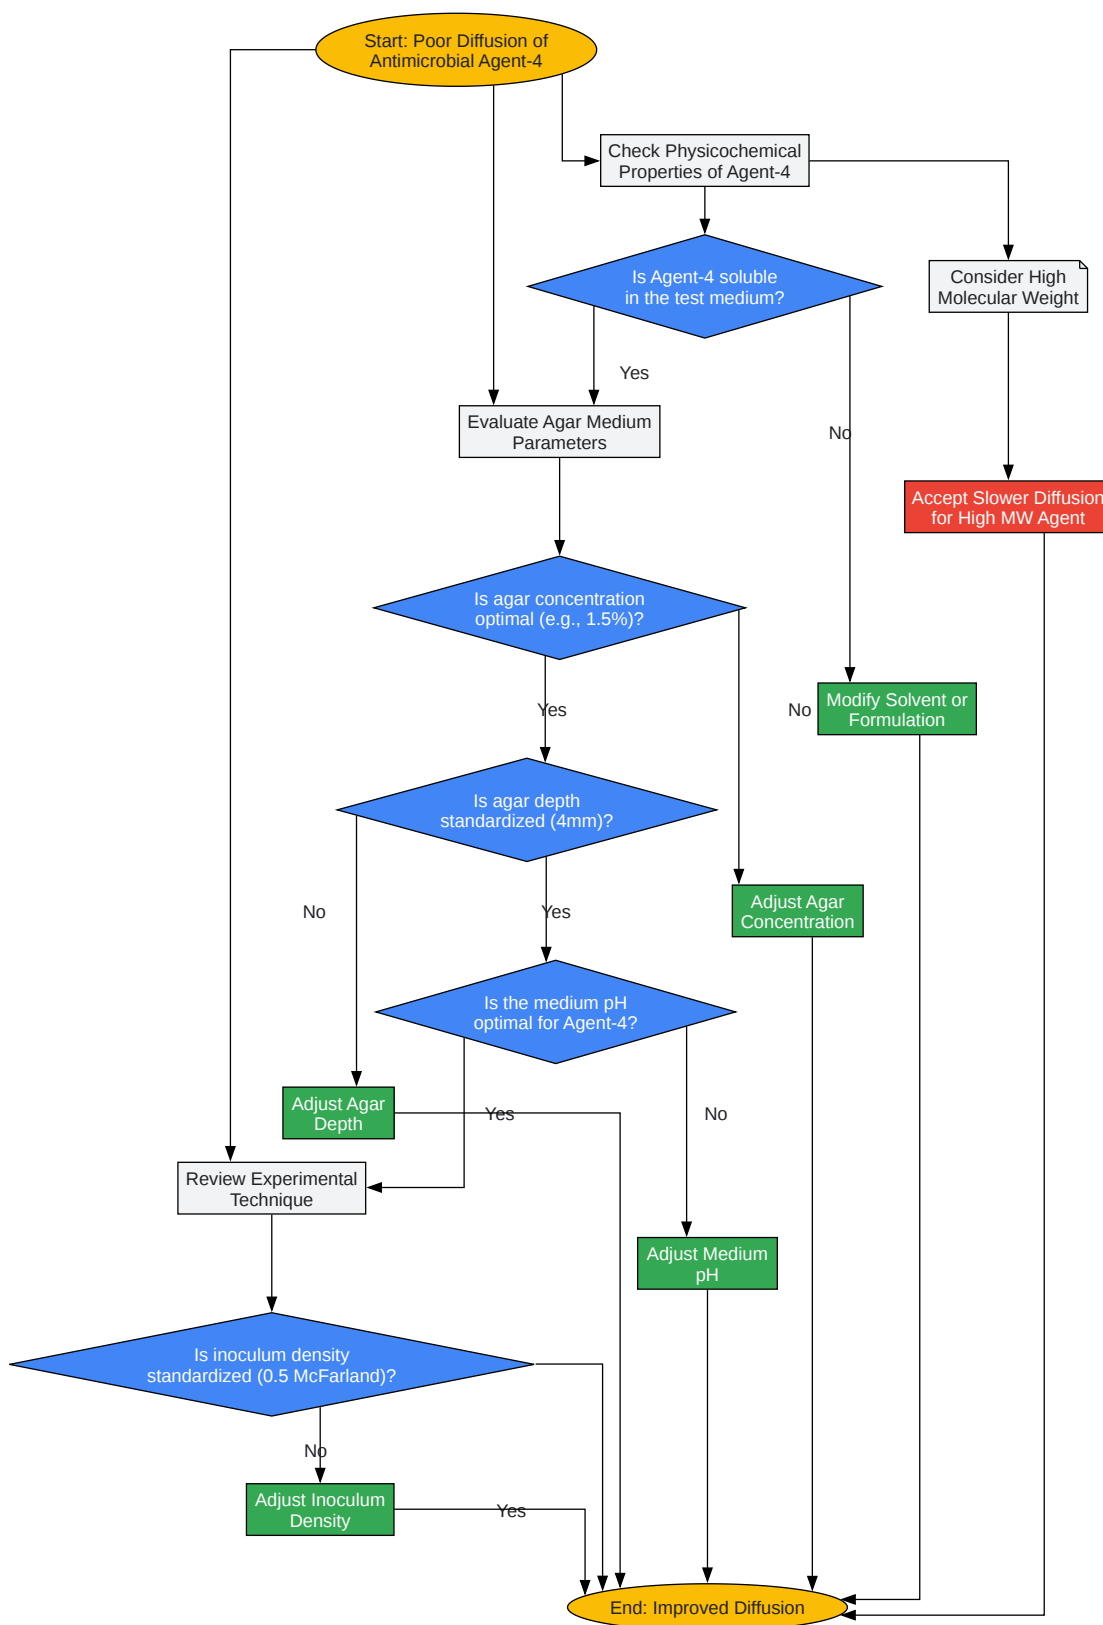 Start: Poor Diffusion of
Antimicrobial Agent-4
Check Physicochemical
Properties of Agent-4
Is Agent-4 soluble
in the test medium?
Consider High
Molecular Weight
Yes
Evaluate Agar Medium
Parameters
No
Accept Slower Diffusion
for High MW Agent
Is agar concentration
optimal (e.g., 1.5%)?
Yes
No
Modify Solvent or
Formulation
Is agar depth
standardized (4mm)?
No
Yes
Adjust Agar
Concentration
Is the medium pH
optimal for Agent-4?
Adjust Agar
Depth
Yes
No
Review Experimental
Technique
Adjust Medium
pH
Is inoculum density
standardized (0.5 McFarland)?
No
Adjust Inoculum
Density
Yes
End: Improved Diffusion